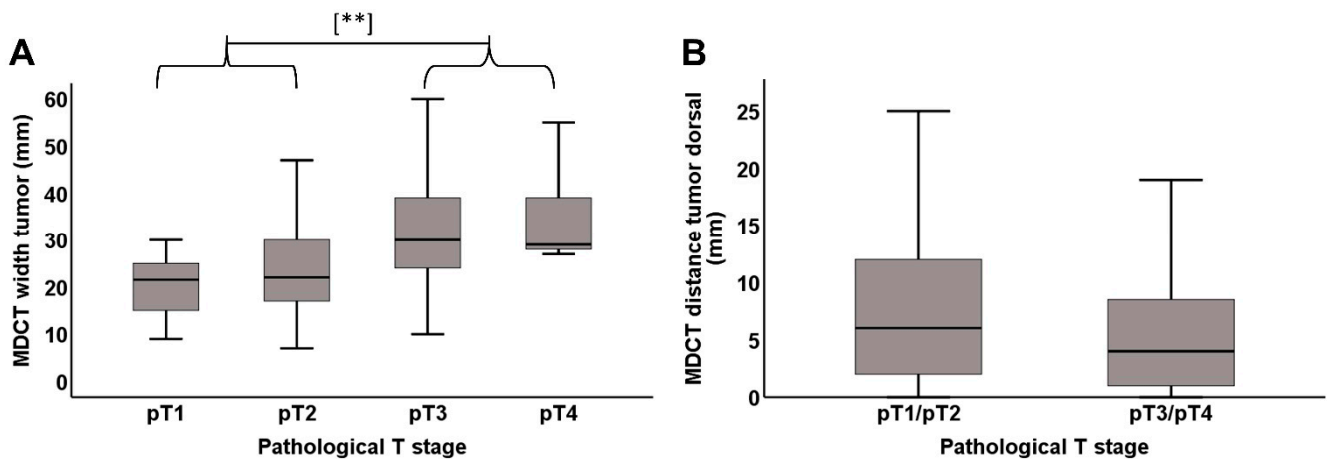 A
[**]
MDCT width tumor (mm)
60
50
40
30
20
10
0
pT1 pT2 pT3 pT4
Pathological T stage
B
MDCT distance tumor dorsal
(mm)
25
20
15
10
5
0
pT1/pT2 pT3/pT4
Pathological T stage